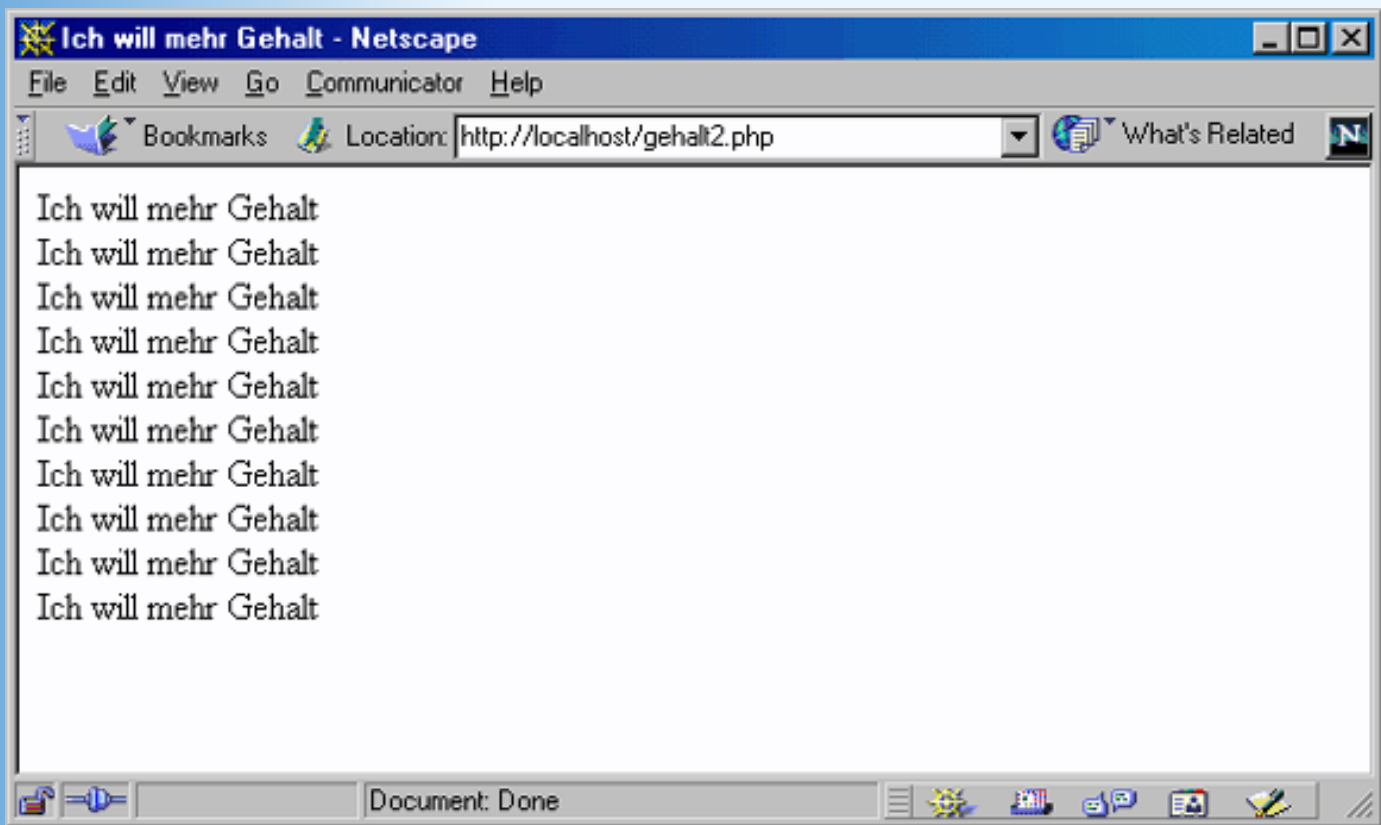 Ich will mehr Gehalt - Netscape
File Edit View Go Communicator Help
Bookmarks Location: http://localhost/gehalt2.php What's Related N
Ich will mehr Gehalt
Ich will mehr Gehalt
Ich will mehr Gehalt
Ich will mehr Gehalt
Ich will mehr Gehalt
Ich will mehr Gehalt
Ich will mehr Gehalt
Ich will mehr Gehalt
Ich will mehr Gehalt
Ich will mehr Gehalt
Document: Done